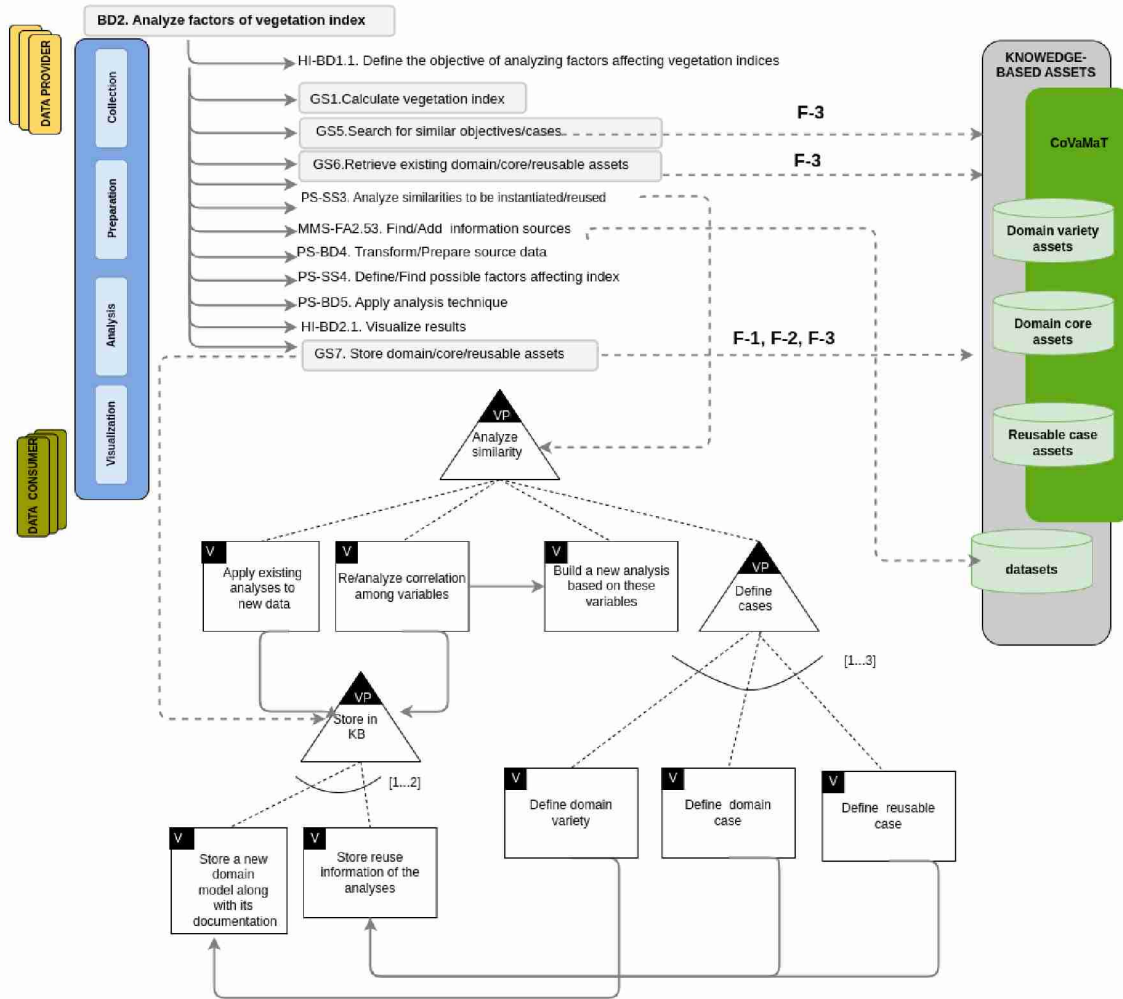 BD2. Analyze factors of vegetation index
DATA PROVIDER
Collection
Preparation
Analysis
Visualization
DATA CONSUMER
HI-BD1.1. Define the objective of analyzing factors affecting vegetation indices
GS1.Calculate vegetation index
GS5.Search for similar objectives/cases
F-3
GS6.Retrieve existing domain/core/reusable assets
F-3
PS-SS3. Analyze similarities to be instantiated/reused
MMS-FA2.53. Find/Add information sources
PS-BD4. Transform/Prepare source data
PS-SS4. Define/Find possible factors affecting index
PS-BD5. Apply analysis technique
HI-BD2.1. Visualize results
GS7. Store domain/core/reusable assets
F-1, F-2, F-3
KNOWLEDGE-
BASED ASSETS
CoVaMaT
Domain variety
assets
Domain core
assets
Reusable case
assets
datasets
VP
Analyze
similarity
V
Apply existing
analyses to
new data
V
Re/analyze correlation
among variables
V
Build a new analysis
based on these
variables
VP
Define
cases
[1...3]
VP
Store in
KB
[1...2]
V
Define domain
variety
V
Define domain
case
V
Define reusable
case
V
Store a new
domain
model along
with its
documentation
V
Store reuse
information of the
analyses